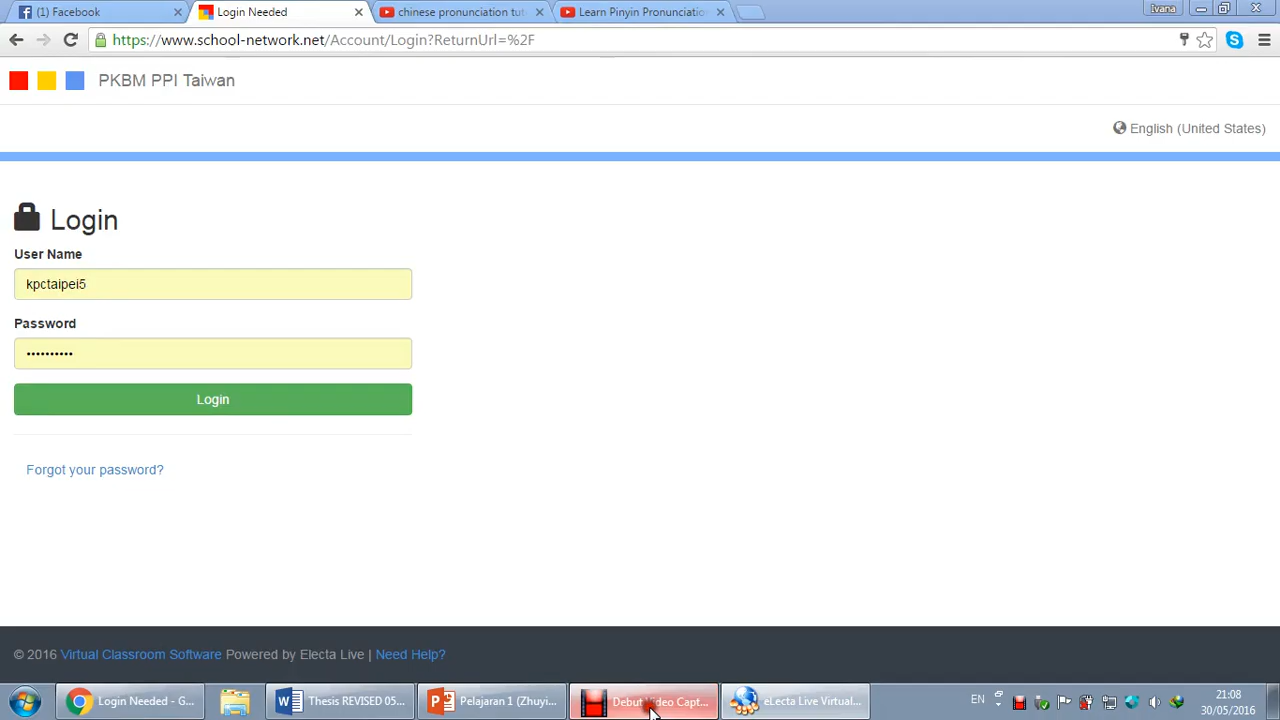 (1) Facebook
Login Needed
chinese pronunciation tut
Learn Pinyin Pronunciatio
Ivana
https://www.school-network.net/Account/Login?ReturnUrl=%2F
PKBM PPI Taiwan
English (United States)
Login
User Name
kpctaipei5
Password
••••••••••
Login
Forgot your password?
© 2016 Virtual Classroom Software Powered by Electa Live | Need Help?
Login Needed - G...
Thesis REVISED 05...
Pelajaran 1 (Zhuyi...
Debut Video Capt...
eLecta Live Virtual...
EN
21:08
30/05/2016